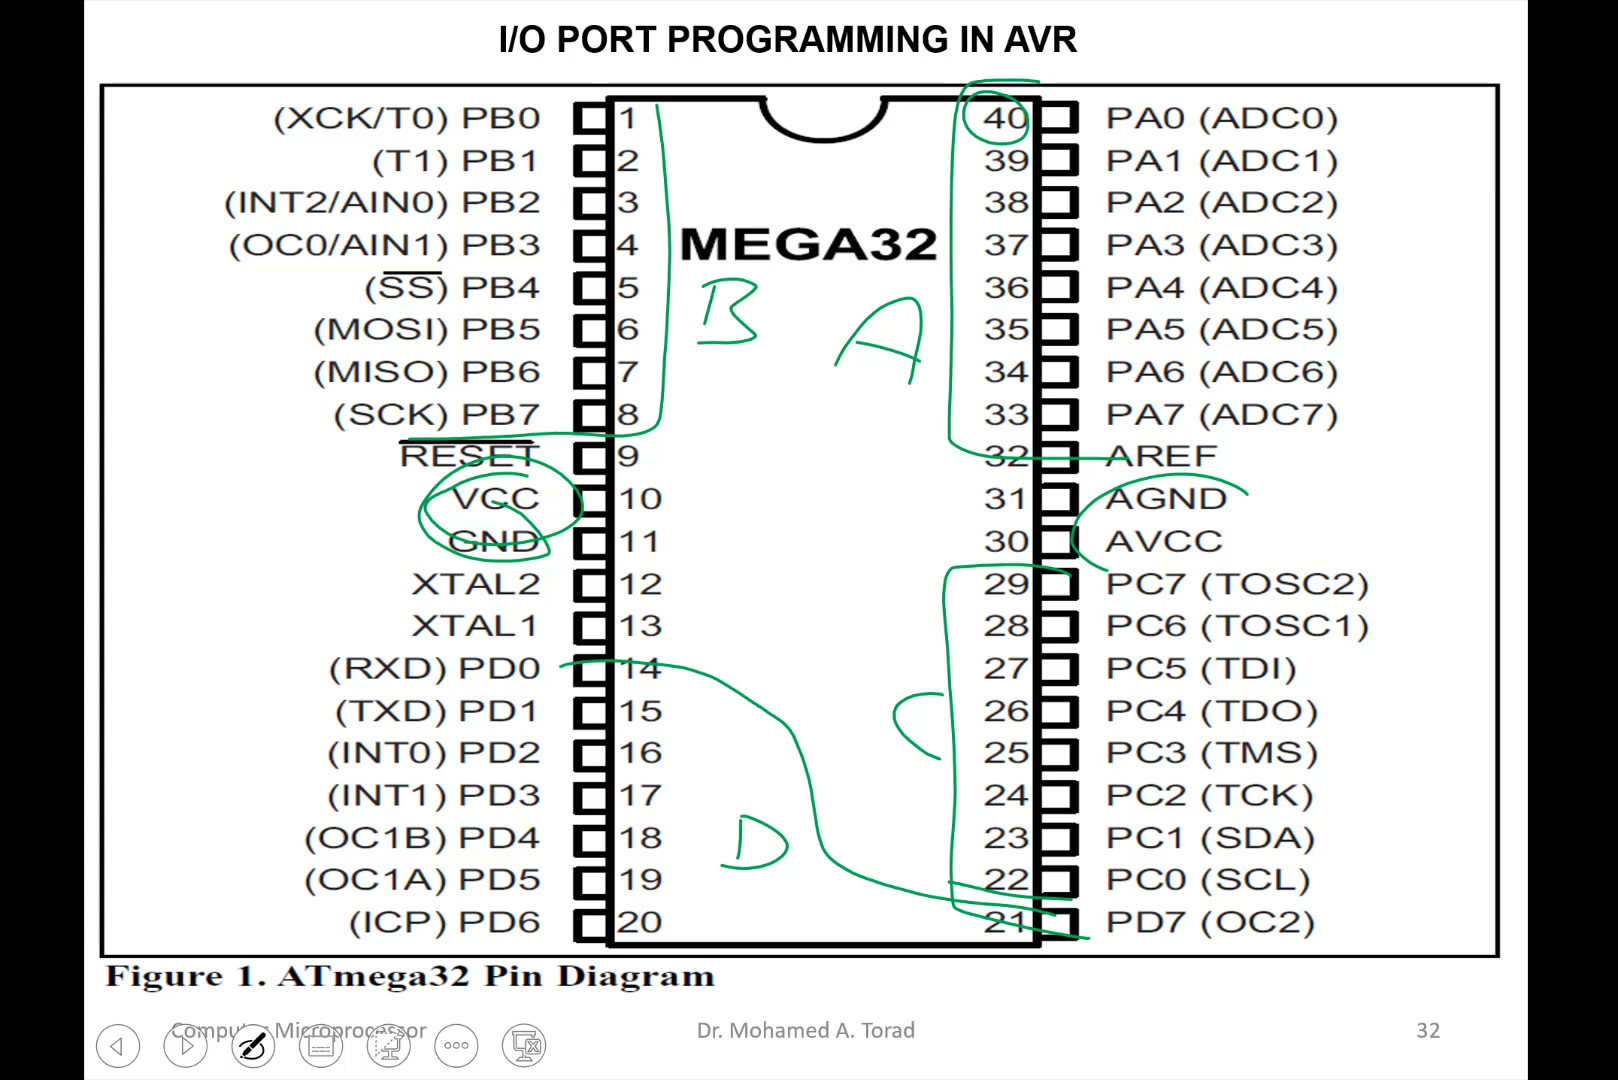 I/O PORT PROGRAMMING IN AVR
(XCK/T0) PB0 1 40 PA0 (ADC0)
(T1) PB1 2 39 PA1 (ADC1)
(INT2/AIN0) PB2 3 38 PA2 (ADC2)
(OC0/AIN1) PB3 4 MEGA32 37 PA3 (ADC3)
(SS) PB4 5 36 PA4 (ADC4)
B A
(MOSI) PB5 6 35 PA5 (ADC5)
(MISO) PB6 7 34 PA6 (ADC6)
(SCK) PB7 8 33 PA7 (ADC7)
RESET 9 32 AREF
VCC 10 31 AGND
GND 11 30 AVCC
XTAL2 12 29 PC7 (TOSC2)
XTAL1 13 28 PC6 (TOSC1)
(RXD) PD0 14 27 PC5 (TDI)
(TXD) PD1 15 C 26 PC4 (TDO)
(INT0) PD2 16 25 PC3 (TMS)
(INT1) PD3 17 24 PC2 (TCK)
(OC1B) PD4 18 D 23 PC1 (SDA)
(OC1A) PD5 19 22 PC0 (SCL)
(ICP) PD6 20 21 PD7 (OC2)
Figure 1. ATmega32 Pin Diagram
Computer Microprocessor Dr. Mohamed A. Torad 32